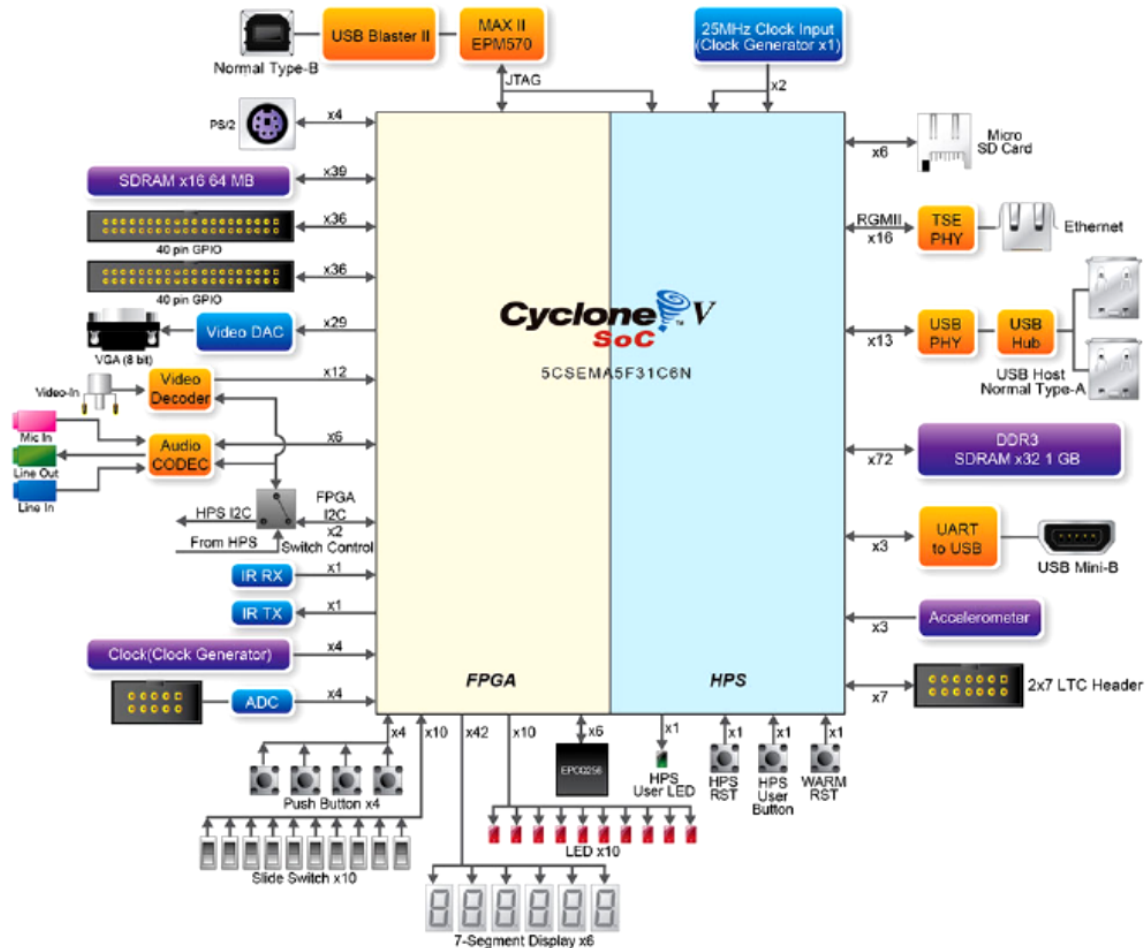 Normal Type-B
USB Blaster II
MAX II
EPM570
JTAG
25MHz Clock Input
(Clock Generator x1)
x2
PS/2
x4
SDRAM x16 64 MB
x39
x36
40 pin GPIO
x36
40 pin GPIO
VGA (8 bit)
Video DAC
x29
Video-In
Video
Decoder
x12
Mic In
Line Out
Line In
Audio
CODEC
x6
HPS I2C
From HPS
FPGA
I2C
x2
Switch Control
IR RX
x1
IR TX
x1
Clock(Clock Generator)
x4
ADC
x4
Cyclone V
SoC
5CSEMA5F31C6N
FPGA
HPS
x6
Micro
SD Card
RGMII
x16
TSE
PHY
Ethernet
x13
USB
PHY
USB
Hub
USB Host
Normal Type-A
x72
DDR3
SDRAM x32 1 GB
x3
UART
to USB
USB Mini-B
x3
Accelerometer
x7
2x7 LTC Header
x4
Push Button x4
x10
Slide Switch x10
x42
7-Segment Display x6
x10
LED x10
x6
EPCQ256
x1
HPS
User LED
x1
HPS
RST
x1
HPS
User
Button
x1
WARM
RST